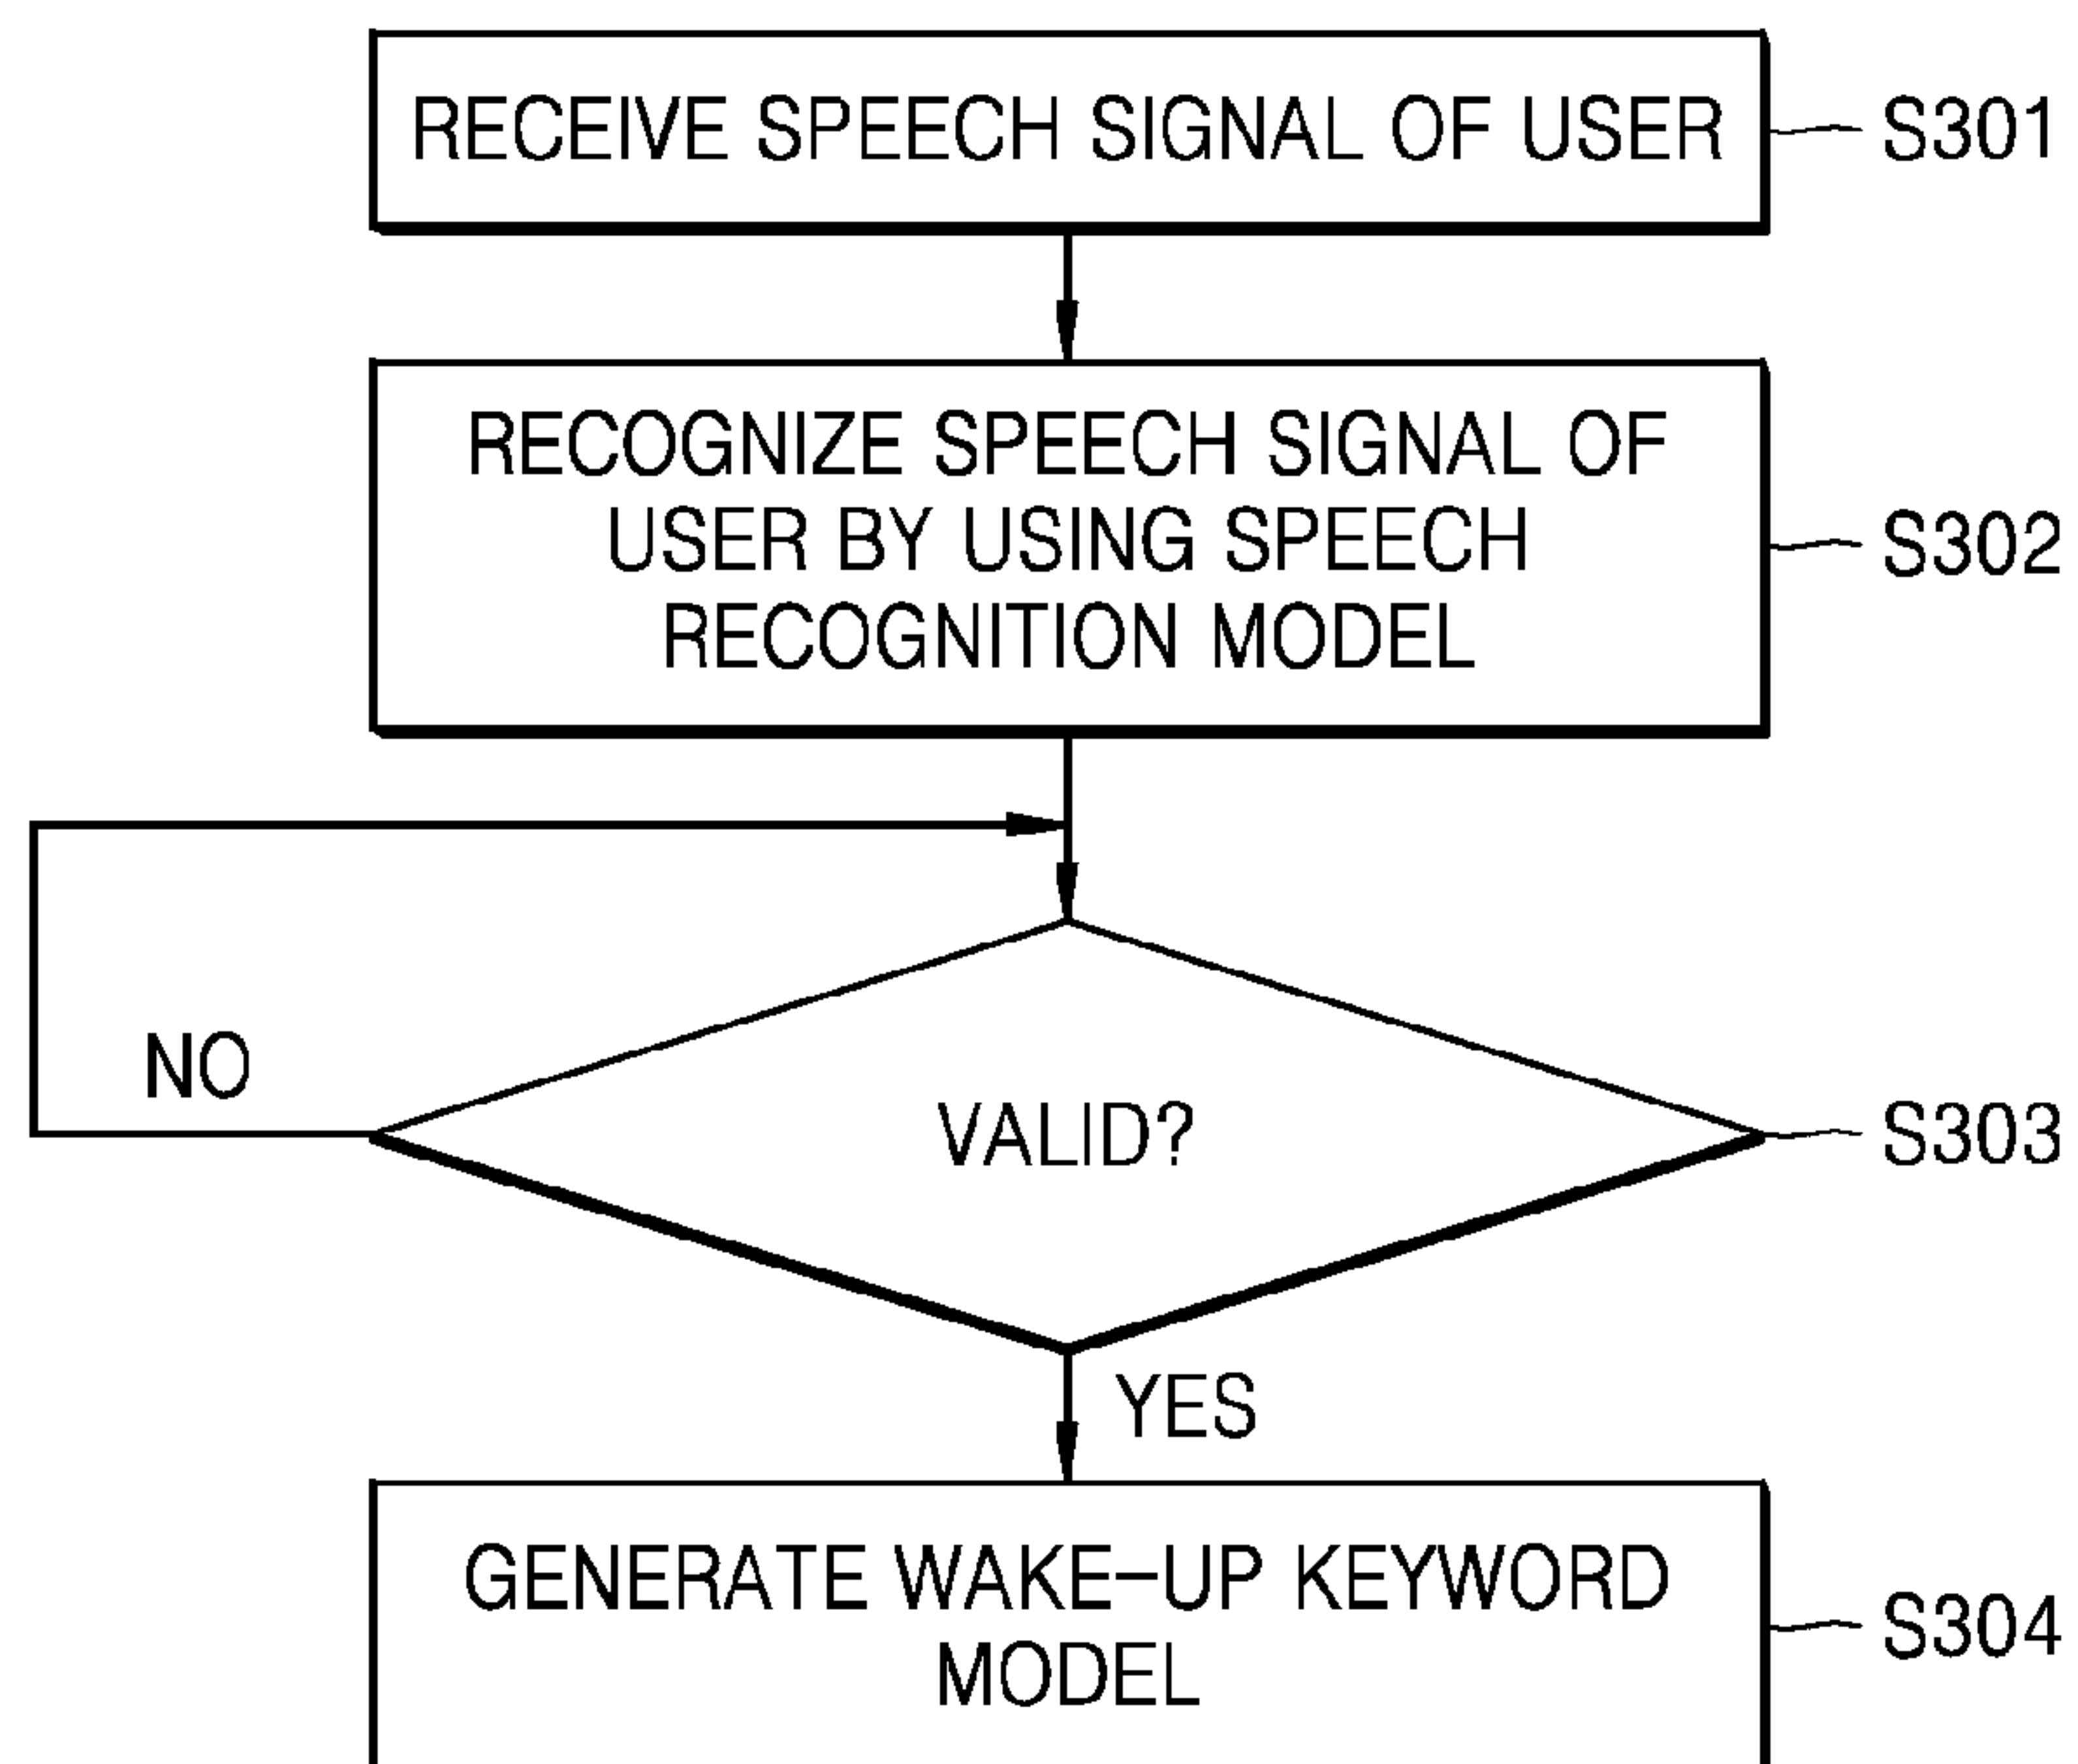 RECEIVE SPEECH SIGNAL OF USER
S301
RECOGNIZE SPEECH SIGNAL OF
USER BY USING SPEECH
RECOGNITION MODEL
S302
NO
VALID?
S303
YES
GENERATE WAKE-UP KEYWORD
MODEL
S304